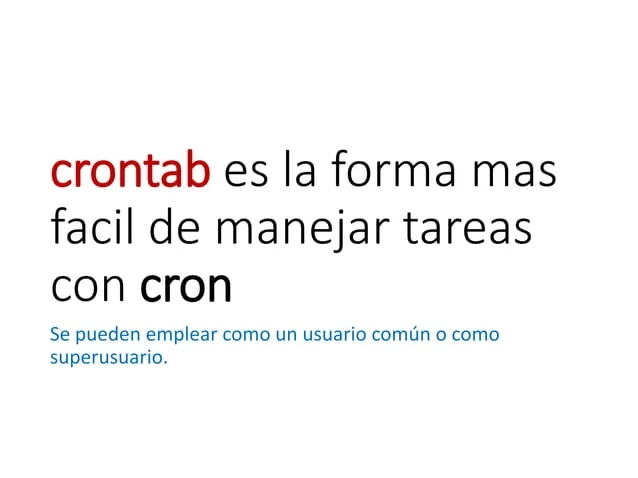 crontab es la forma mas
facil de manejar tareas
con cron
Se pueden emplear como un usuario común o como
superusuario.